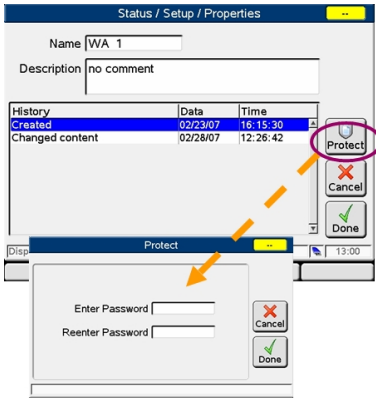 Status / Setup / Properties --
Name WA 1
Description no comment
History Data Time
Created 02/23/07 16:15:30
Changed content 02/28/07 12:26:42
Protect
Cancel
Done
Disp 13:00
Protect --
Enter Password
Reenter Password
Cancel
Done